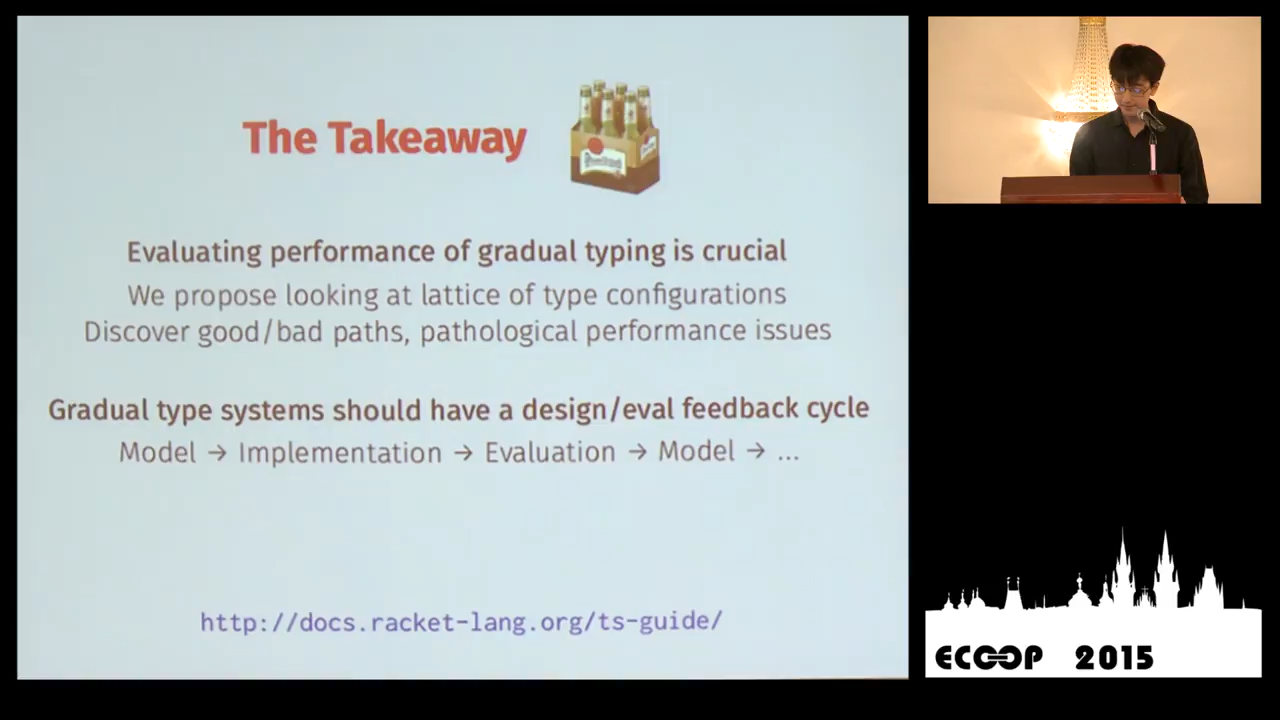 The Takeaway
Evaluating performance of gradual typing is crucial
We propose looking at lattice of type configurations
Discover good/bad paths, pathological performance issues
Gradual type systems should have a design/eval feedback cycle
Model → Implementation → Evaluation → Model → ...
http://docs.racket-lang.org/ts-guide/
ECOOP 2015